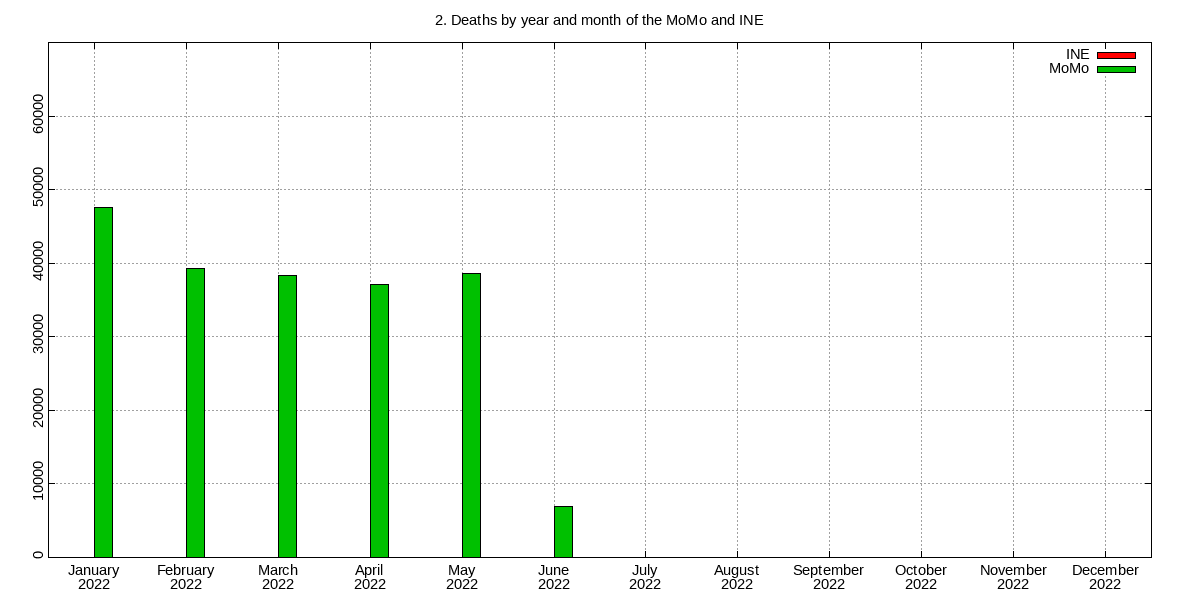 2. Deaths by year and month of the MoMo and INE
INE
MoMo
60000
50000
40000
30000
20000
10000
0
January February March April May June July August September October November December
2022 2022 2022 2022 2022 2022 2022 2022 2022 2022 2022 2022